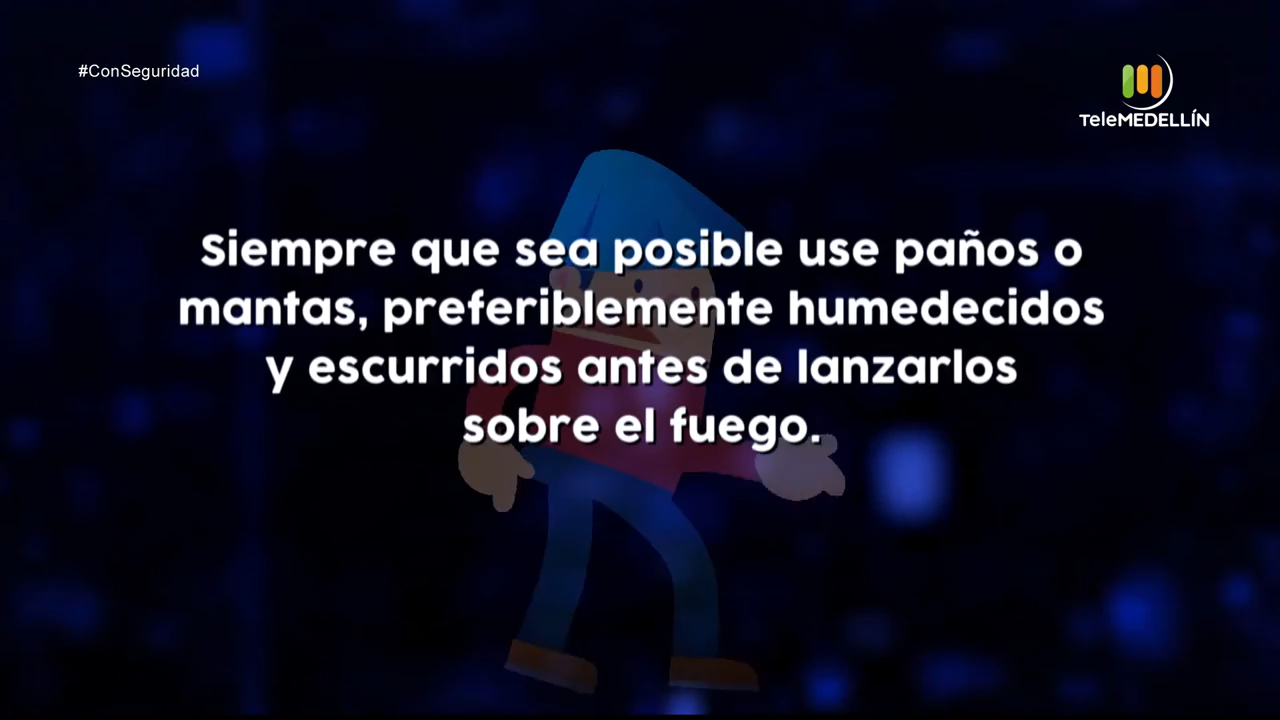 #ConSeguridad
TeleMEDELLÍN
Siempre que sea posible use paños o
mantas, preferiblemente humedecidos
y escurridos antes de lanzarlos
sobre el fuego.